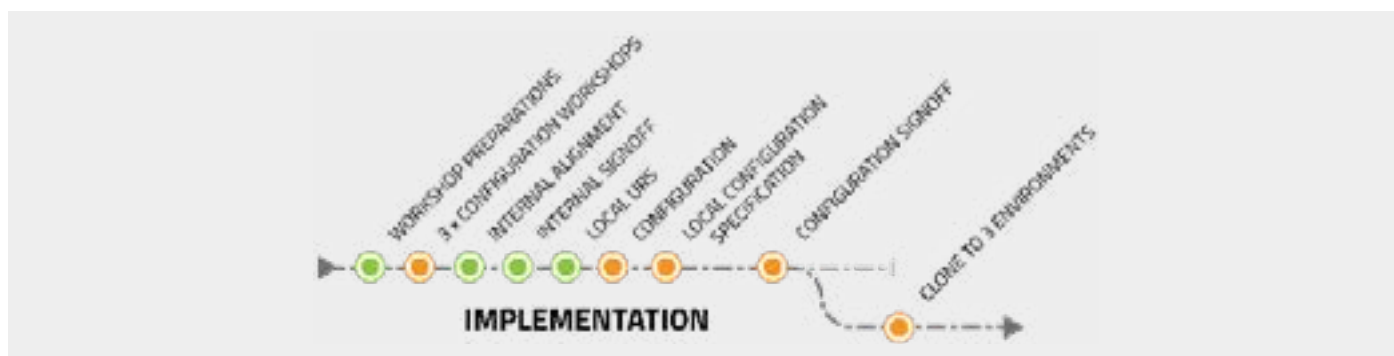 WORKSHOP PREPARATIONS
3 x CONFIGURATION WORKSHOPS
INTERNAL ALIGNMENT
INTERNAL SIGNOFF
LOCAL URS
CONFIGURATION
LOCAL CONFIGURATION
SPECIFICATION
CONFIGURATION SIGNOFF
CLONE TO 3 ENVIRONMENTS
IMPLEMENTATION